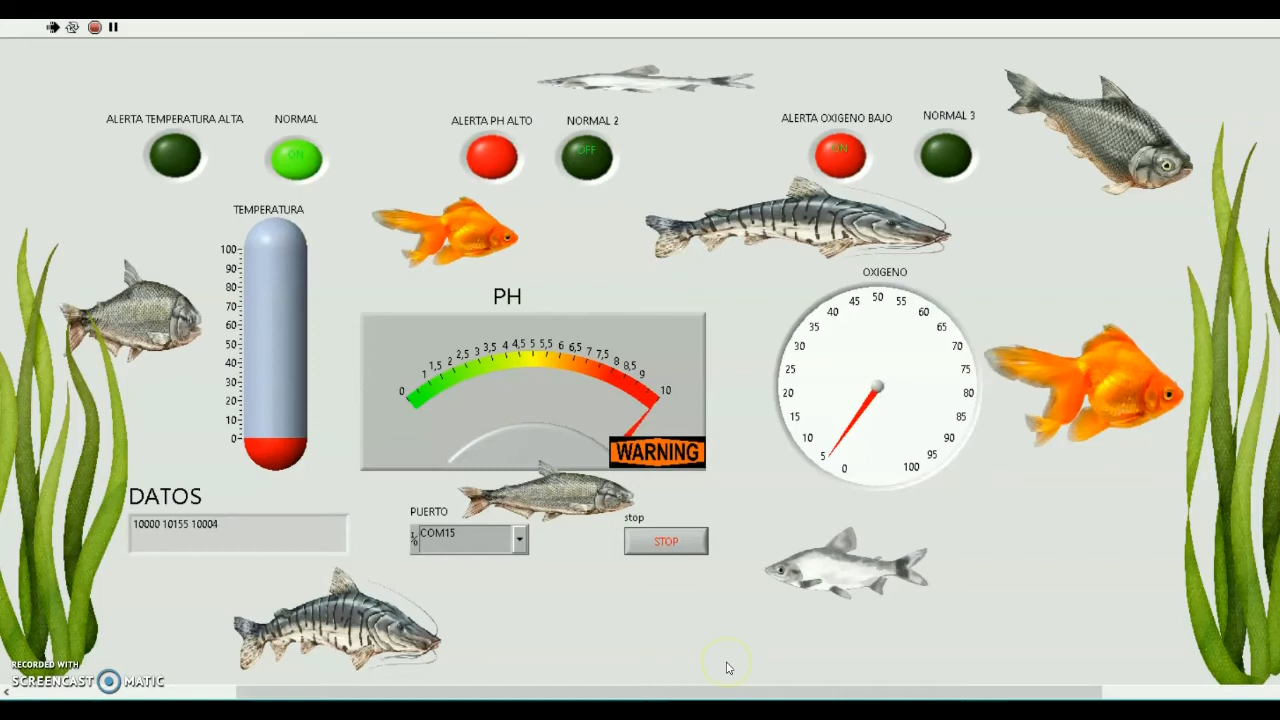 ALERTA TEMPERATURA ALTA
NORMAL
ON
ALERTA PH ALTO
NORMAL 2
OFF
ALERTA OXIGENO BAJO
ON
NORMAL 3
TEMPERATURA
100
90
80
70
60
50
40
30
20
10
0
PH
0 1 1,5 2 2,5 3 3,5 4 4,5 5 5,5 6 6,5 7 7,5 8 8,5 9 10
WARNING
OXIGENO
0 5 10 15 20 25 30 35 40 45 50 55 60 65 70 75 80 85 90 95 100
DATOS
10000 10155 10004
PUERTO
COM15
stop
STOP
RECORDED WITH
SCREENCAST MATIC